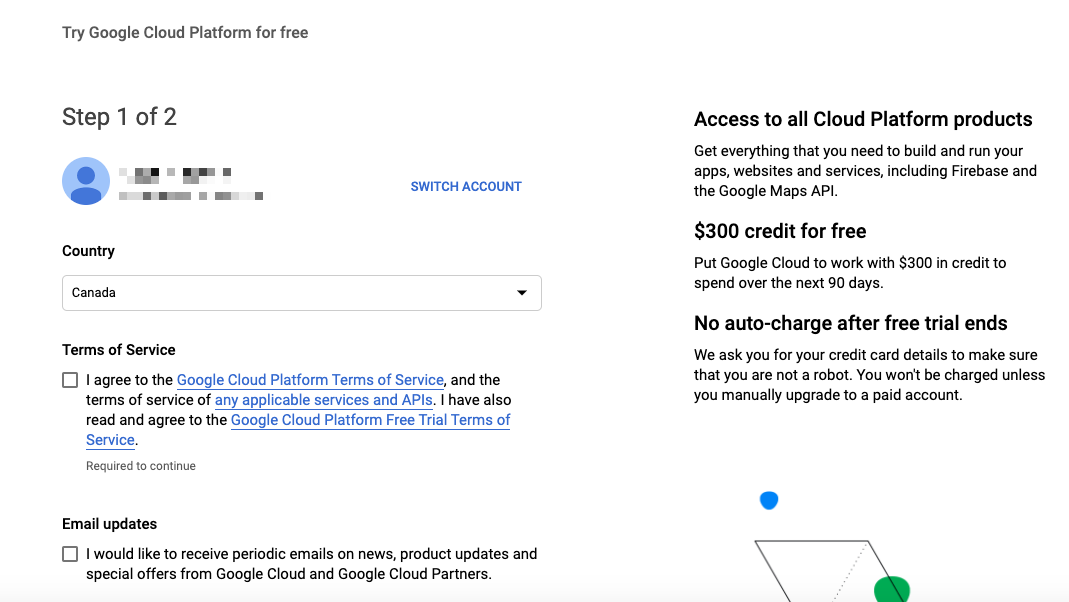 Try Google Cloud Platform for free
Step 1 of 2
SWITCH ACCOUNT
Country
Canada
Terms of Service
I agree to the Google Cloud Platform Terms of Service, and the
terms of service of any applicable services and APIs. I have also
read and agree to the Google Cloud Platform Free Trial Terms of
Service.
Required to continue
Email updates
I would like to receive periodic emails on news, product updates and
special offers from Google Cloud and Google Cloud Partners.
Access to all Cloud Platform products
Get everything that you need to build and run your
apps, websites and services, including Firebase and
the Google Maps API.
$300 credit for free
Put Google Cloud to work with $300 in credit to
spend over the next 90 days.
No auto-charge after free trial ends
We ask you for your credit card details to make sure
that you are not a robot. You won't be charged unless
you manually upgrade to a paid account.